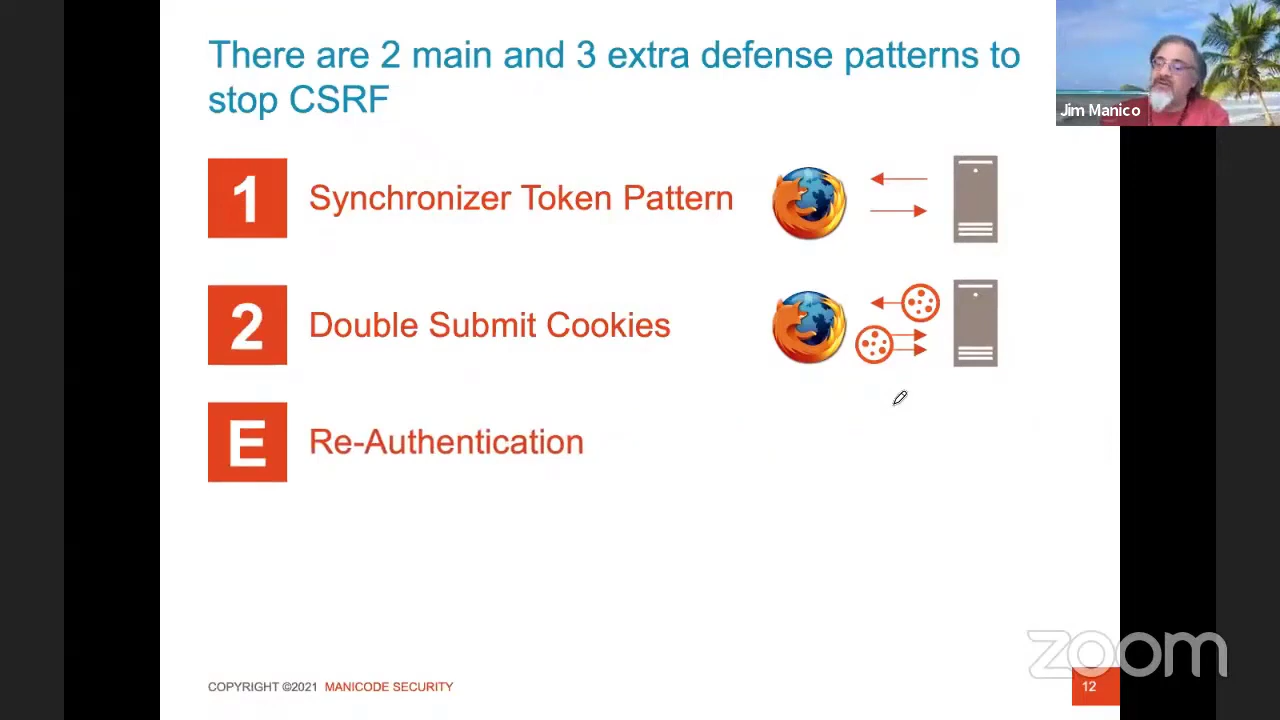 There are 2 main and 3 extra defense patterns to
stop CSRF
Jim Manico
1
Synchronizer Token Pattern
2
Double Submit Cookies
E
Re-Authentication
zoom
COPYRIGHT ©2021 MANICODE SECURITY
12